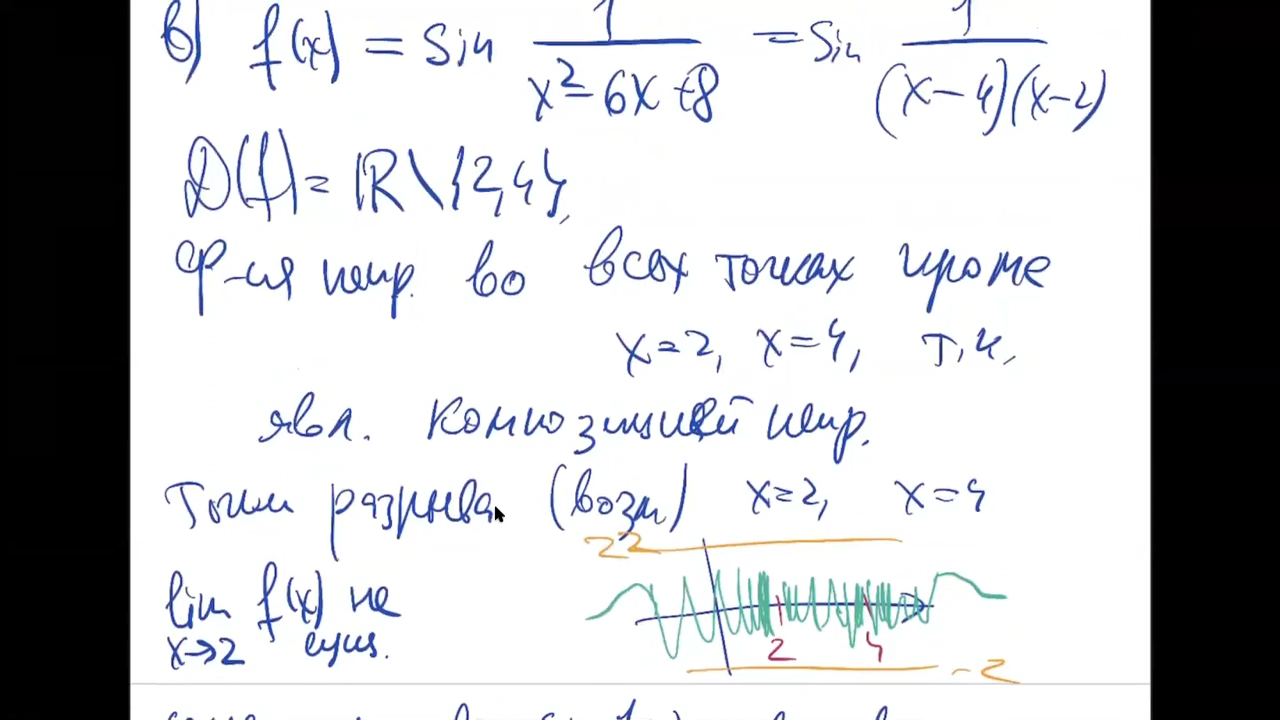 в) f(x) = Sin 1/(x² - 6x + 8) = Sin 1/((x-4)(x-2))
D(f) = ℝ \ {2, 4},
Ф-ия непр. во всех точках кроме
x=2, x=4, т.к.
явл. композицией непр.
Точки разрыва (возм) x=2, x=4
22
lim f(x) не
x→2 сущ.
2 4
-2